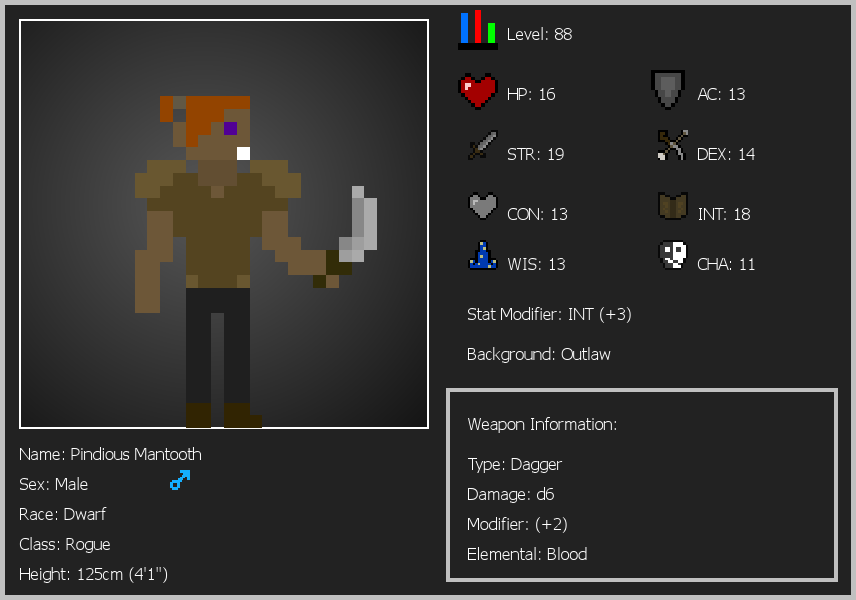 Level: 88
HP: 16
AC: 13
STR: 19
DEX: 14
CON: 13
INT: 18
WIS: 13
CHA: 11
Stat Modifier: INT (+3)
Background: Outlaw
Weapon Information:
Type: Dagger
Damage: d6
Modifier: (+2)
Elemental: Blood
Name: Pindious Mantooth
Sex: Male
Race: Dwarf
Class: Rogue
Height: 125cm (4'1")